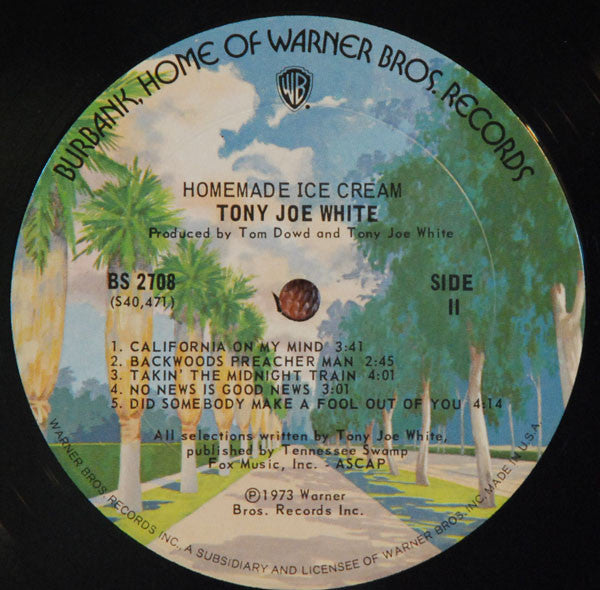 BURBANK, HOME OF WARNER BROS. RECORDS
WB
HOMEMADE ICE CREAM
TONY JOE WHITE
Produced by Tom Dowd and Tony Joe White
BS 2708
(S40,471)
SIDE
II
1. CALIFORNIA ON MY MIND 3:41
2. BACKWOODS PREACHER MAN 2:45
3. TAKIN' THE MIDNIGHT TRAIN 4:01
4. NO NEWS IS GOOD NEWS 3:01
5. DID SOMEBODY MAKE A FOOL OUT OF YOU 4:14
All selections written by Tony Joe White,
published by Tennessee Swamp
Fox Music, Inc. - ASCAP
Ⓟ1973 Warner
Bros. Records Inc.
WARNER BROS. RECORDS INC., A SUBSIDIARY AND LICENSEE OF WARNER BROS. INC. MADE IN U.S.A.